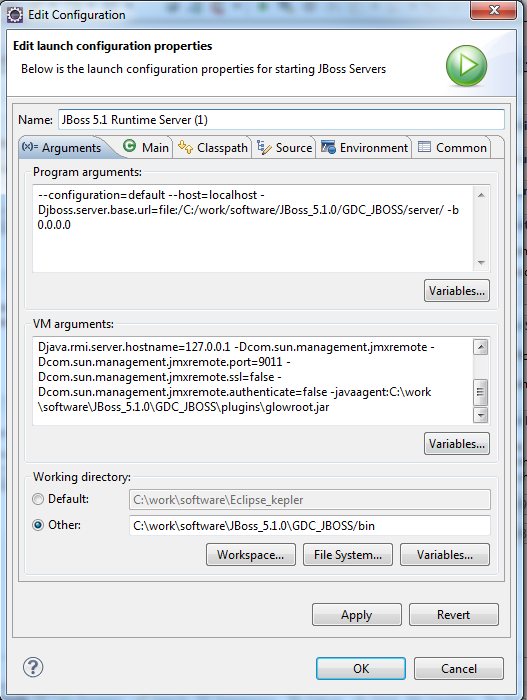 Edit Configuration
Edit launch configuration properties
Below is the launch configuration properties for starting JBoss Servers
Name: JBoss 5.1 Runtime Server (1)
(x)= Arguments Main Classpath Source Environment Common
Program arguments:
--configuration=default --host=localhost -
Djboss.server.base.url=file:/C:/work/software/JBoss_5.1.0/GDC_JBOSS/server/ -b
0.0.0.0
Variables...
VM arguments:
Djava.rmi.server.hostname=127.0.0.1 -Dcom.sun.management.jmxremote -
Dcom.sun.management.jmxremote.port=9011 -
Dcom.sun.management.jmxremote.ssl=false -
Dcom.sun.management.jmxremote.authenticate=false -javaagent:C:\work
\software\JBoss_5.1.0\GDC_JBOSS\plugins\glowroot.jar
Variables...
Working directory:
Default: C:\work\software\Eclipse_kepler
Other: C:\work\software\JBoss_5.1.0\GDC_JBOSS/bin
Workspace... File System... Variables...
Apply Revert
? OK Cancel